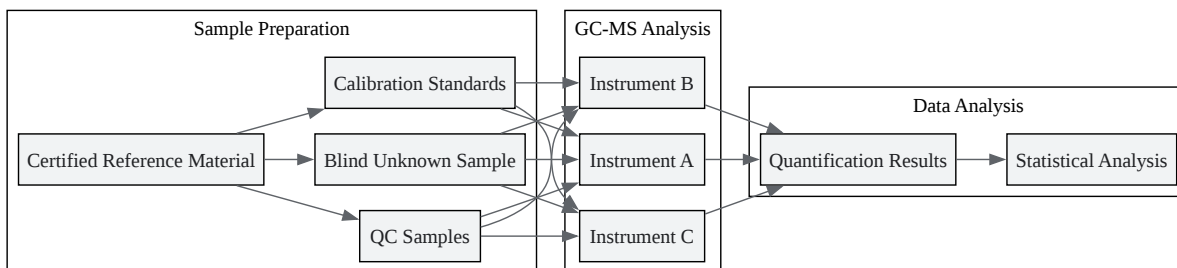 Sample Preparation
Certified Reference Material
Calibration Standards
Blind Unknown Sample
QC Samples
GC-MS Analysis
Instrument B
Instrument A
Instrument C
Data Analysis
Quantification Results
Statistical Analysis